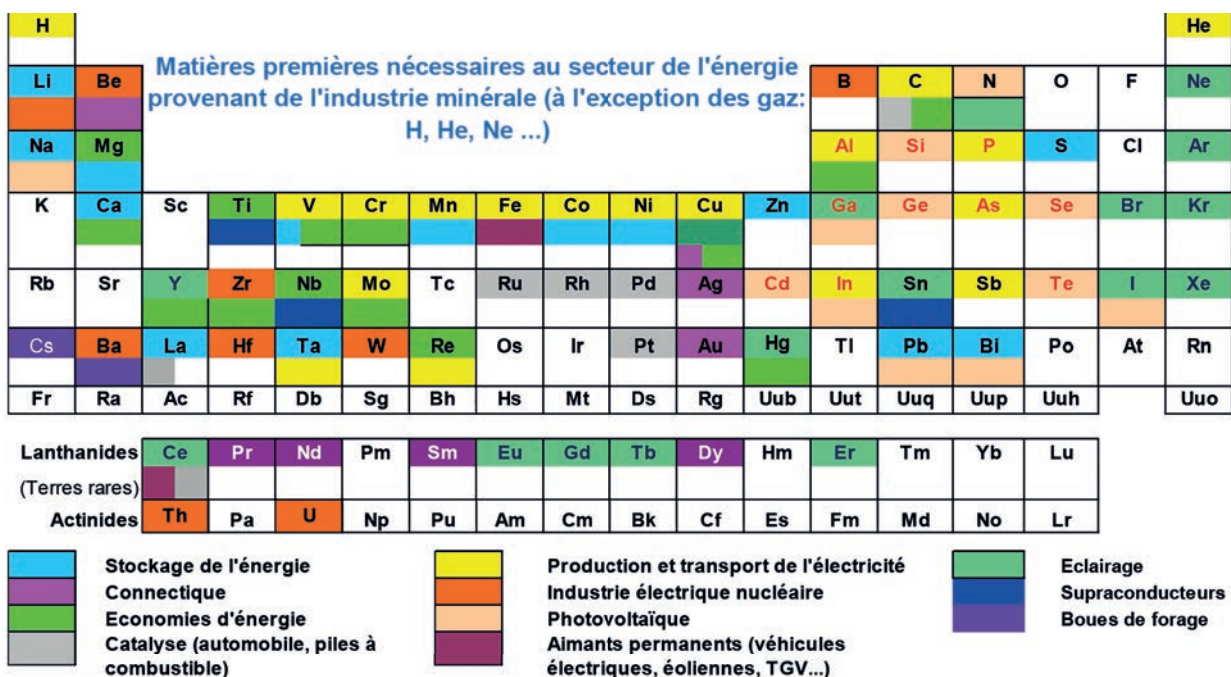 H He
Matières premières nécessaires au secteur de l'énergie
provenant de l'industrie minérale (à l'exception des gaz:
H, He, Ne ...)
Li Be B C N O F Ne
Na Mg Al Si P S Cl Ar
K Ca Sc Ti V Cr Mn Fe Co Ni Cu Zn Ga Ge As Se Br Kr
Rb Sr Y Zr Nb Mo Tc Ru Rh Pd Ag Cd In Sn Sb Te I Xe
Cs Ba La Hf Ta W Re Os Ir Pt Au Hg Tl Pb Bi Po At Rn
Fr Ra Ac Rf Db Sg Bh Hs Mt Ds Rg Uub Uut Uuq Uup Uuh Uuo
Lanthanides Ce Pr Nd Pm Sm Eu Gd Tb Dy Hm Er Tm Yb Lu
(Terres rares)
Actinides Th Pa U Np Pu Am Cm Bk Cf Es Fm Md No Lr
Stockage de l'énergie
Connectique
Economies d'énergie
Catalyse (automobile, piles à
combustible)
Production et transport de l'électricité
Industrie électrique nucléaire
Photovoltaïque
Aimants permanents (véhicules
électriques, éoliennes, TGV...)
Eclairage
Supraconducteurs
Boues de forage